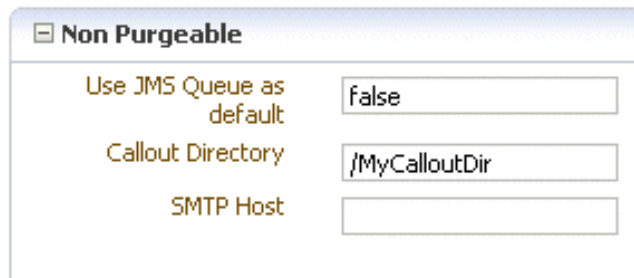 Non Purgeable
Use JMS Queue as
default
false
Callout Directory
/MyCalloutDir
SMTP Host